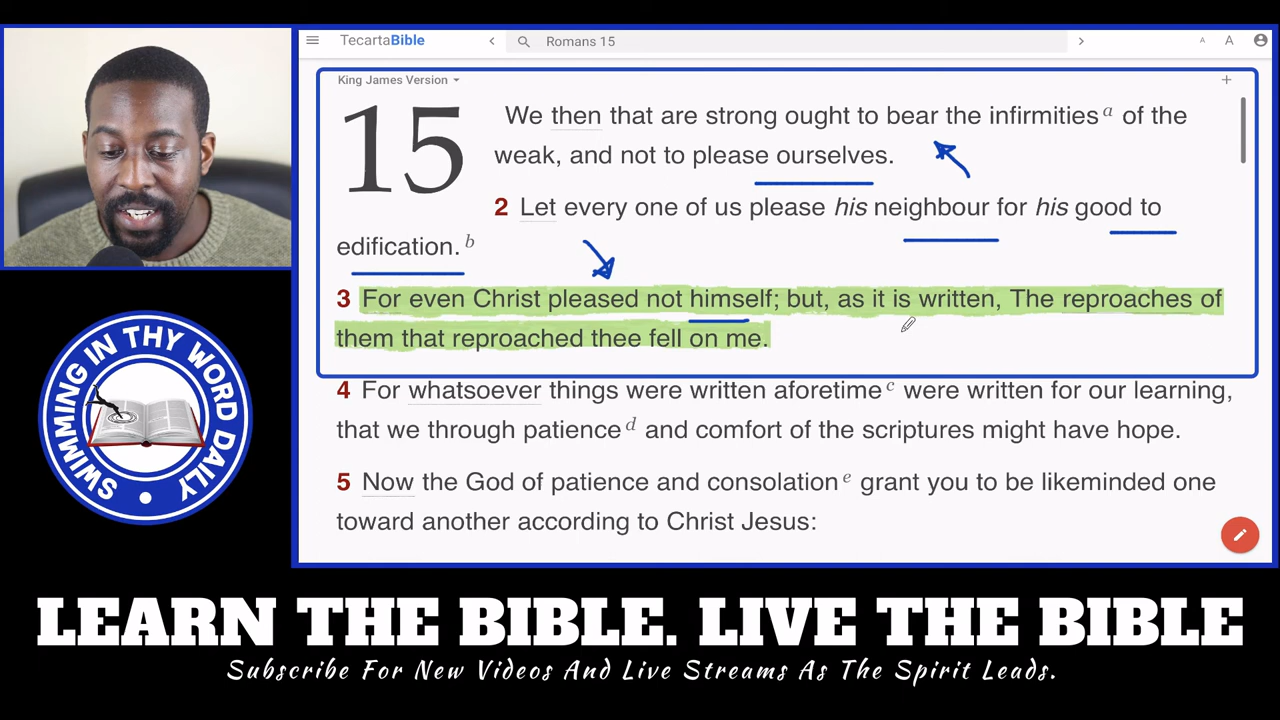 TecartaBible
Romans 15
A A
King James Version
15
We then that are strong ought to bear the infirmities a of the
weak, and not to please ourselves.
2 Let every one of us please his neighbour for his good to
edification. b
3 For even Christ pleased not himself; but, as it is written, The reproaches of
them that reproached thee fell on me.
4 For whatsoever things were written aforetime c were written for our learning,
that we through patience d and comfort of the scriptures might have hope.
5 Now the God of patience and consolation e grant you to be likeminded one
toward another according to Christ Jesus:
SWIMMING IN THY WORD DAILY
LEARN THE BIBLE. LIVE THE BIBLE
Subscribe For New Videos And Live Streams As The Spirit Leads.